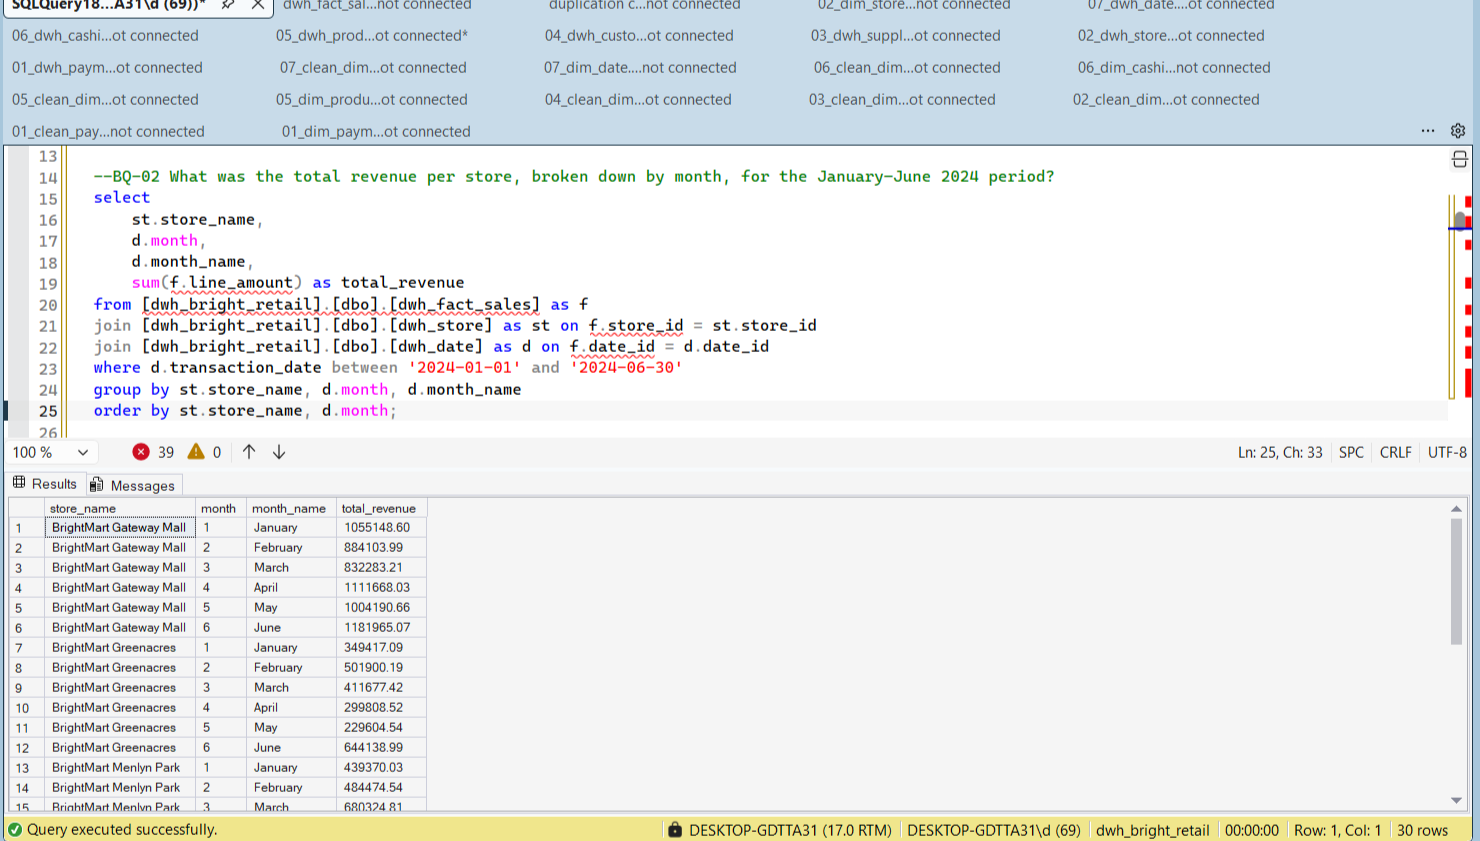 SQLQuery18...A31\d (69))* dwh_fact_sal...not connected duplication c...not connected 02_dim_store...not connected 07_dwh_date....ot connected
06_dwh_cashi...ot connected 05_dwh_prod...ot connected* 04_dwh_custo...ot connected 03_dwh_suppl...ot connected 02_dwh_store...ot connected
01_dwh_paym...ot connected 07_clean_dim...ot connected 07_dim_date....not connected 06_clean_dim...ot connected 06_dim_cashi...not connected
05_clean_dim...ot connected 05_dim_produ...ot connected 04_clean_dim...ot connected 03_clean_dim...ot connected 02_clean_dim...ot connected
01_clean_pay...not connected 01_dim_paym...ot connected ...
13
14 --BQ-02 What was the total revenue per store, broken down by month, for the January-June 2024 period?
15 select
16 st.store_name,
17 d.month,
18 d.month_name,
19 sum(f.line_amount) as total_revenue
20 from [dwh_bright_retail].[dbo].[dwh_fact_sales] as f
21 join [dwh_bright_retail].[dbo].[dwh_store] as st on f.store_id = st.store_id
22 join [dwh_bright_retail].[dbo].[dwh_date] as d on f.date_id = d.date_id
23 where d.transaction_date between '2024-01-01' and '2024-06-30'
24 group by st.store_name, d.month, d.month_name
25 order by st.store_name, d.month;
26
100 % 39 0 Ln: 25, Ch: 33 SPC CRLF UTF-8
Results Messages
store_name month month_name total_revenue
1 BrightMart Gateway Mall 1 January 1055148.60
2 BrightMart Gateway Mall 2 February 884103.99
3 BrightMart Gateway Mall 3 March 832283.21
4 BrightMart Gateway Mall 4 April 1111668.03
5 BrightMart Gateway Mall 5 May 1004190.66
6 BrightMart Gateway Mall 6 June 1181965.07
7 BrightMart Greenacres 1 January 349417.09
8 BrightMart Greenacres 2 February 501900.19
9 BrightMart Greenacres 3 March 411677.42
10 BrightMart Greenacres 4 April 299808.52
11 BrightMart Greenacres 5 May 229604.54
12 BrightMart Greenacres 6 June 644138.99
13 BrightMart Menlyn Park 1 January 439370.03
14 BrightMart Menlyn Park 2 February 484474.54
15 BrightMart Menlyn Park 3 March 680324.81
Query executed successfully. DESKTOP-GDTTA31 (17.0 RTM) DESKTOP-GDTTA31\d (69) dwh_bright_retail 00:00:00 Row: 1, Col: 1 30 rows